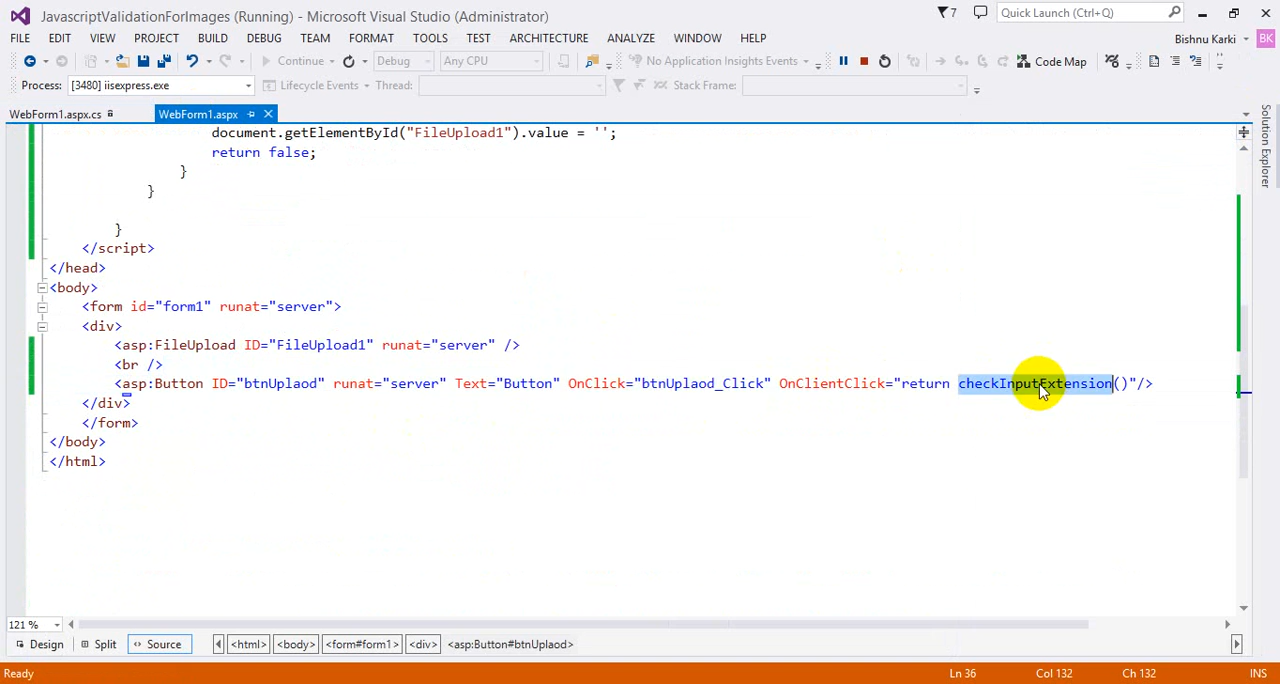 JavascriptValidationForImages (Running) - Microsoft Visual Studio (Administrator)
7
Quick Launch (Ctrl+Q)
FILE EDIT VIEW PROJECT BUILD DEBUG TEAM FORMAT TOOLS TEST ARCHITECTURE ANALYZE WINDOW HELP
Bishnu Karki BK
Continue Debug Any CPU No Application Insights Events Code Map
Process: [3480] iisexpress.exe Lifecycle Events Thread: Stack Frame:
WebForm1.aspx.cs WebForm1.aspx
Solution Explorer
document.getElementById("FileUpload1").value = '';
return false;
}
}
}
</script>
</head>
<body>
<form id="form1" runat="server">
<div>
<asp:FileUpload ID="FileUpload1" runat="server" />
<br />
<asp:Button ID="btnUplaod" runat="server" Text="Button" OnClick="btnUplaod_Click" OnClientClick="return checkInputExtension()"/>
</div>
</form>
</body>
</html>
121 %
Design Split Source <html> <body> <form#form1> <div> <asp:Button#btnUplaod>
Ready Ln 36 Col 132 Ch 132 INS